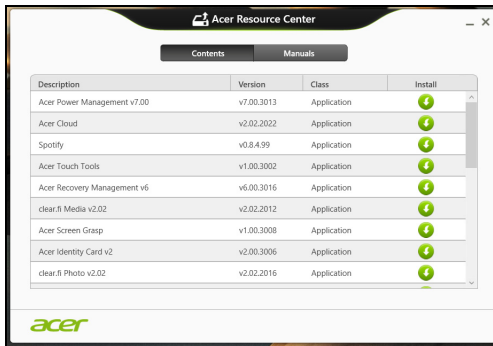 Acer Resource Center
Contents Manuals
Description Version Class Install
Acer Power Management v7.00 v7.00.3013 Application
Acer Cloud v2.02.2022 Application
Spotify v0.8.4.99 Application
Acer Touch Tools v1.00.3002 Application
Acer Recovery Management v6 v6.00.3016 Application
clear.fi Media v2.02 v2.02.2012 Application
Acer Screen Grasp v1.00.3008 Application
Acer Identity Card v2 v2.00.3006 Application
clear.fi Photo v2.02 v2.02.2016 Application
acer